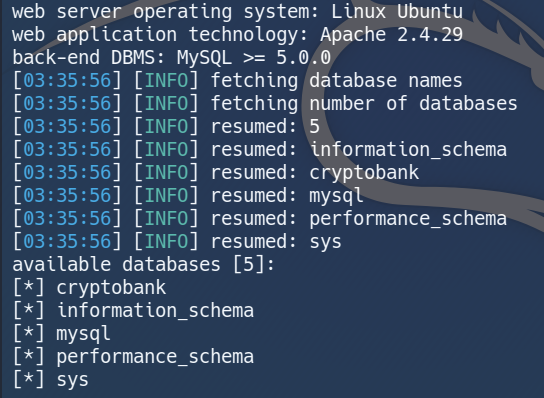 web server operating system: Linux Ubuntu
web application technology: Apache 2.4.29
back-end DBMS: MySQL >= 5.0.0
[03:35:56] [INFO] fetching database names
[03:35:56] [INFO] fetching number of databases
[03:35:56] [INFO] resumed: 5
[03:35:56] [INFO] resumed: information_schema
[03:35:56] [INFO] resumed: cryptobank
[03:35:56] [INFO] resumed: mysql
[03:35:56] [INFO] resumed: performance_schema
[03:35:56] [INFO] resumed: sys
available databases [5]:
[*] cryptobank
[*] information_schema
[*] mysql
[*] performance_schema
[*] sys